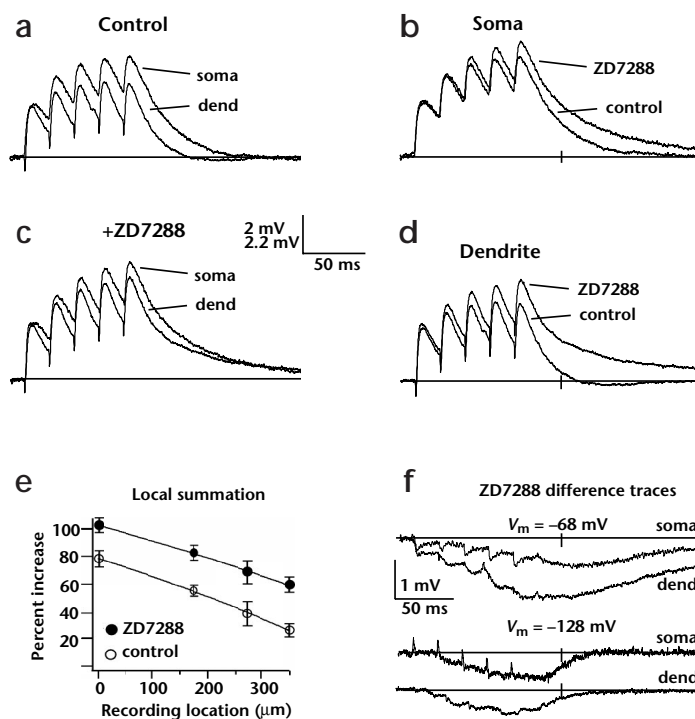 a
Control
soma
dend
b
Soma
ZD7288
control
c
+ZD7288
soma
dend
2 mV
2.2 mV
50 ms
d
Dendrite
ZD7288
control
e
Local summation
Percent increase
100
80
60
40
20
ZD7288
control
0
100
200
300
Recording location (μm)
f
ZD7288 difference traces
Vm = –68 mV
soma
dend
1 mV
50 ms
Vm = –128 mV
soma
dend